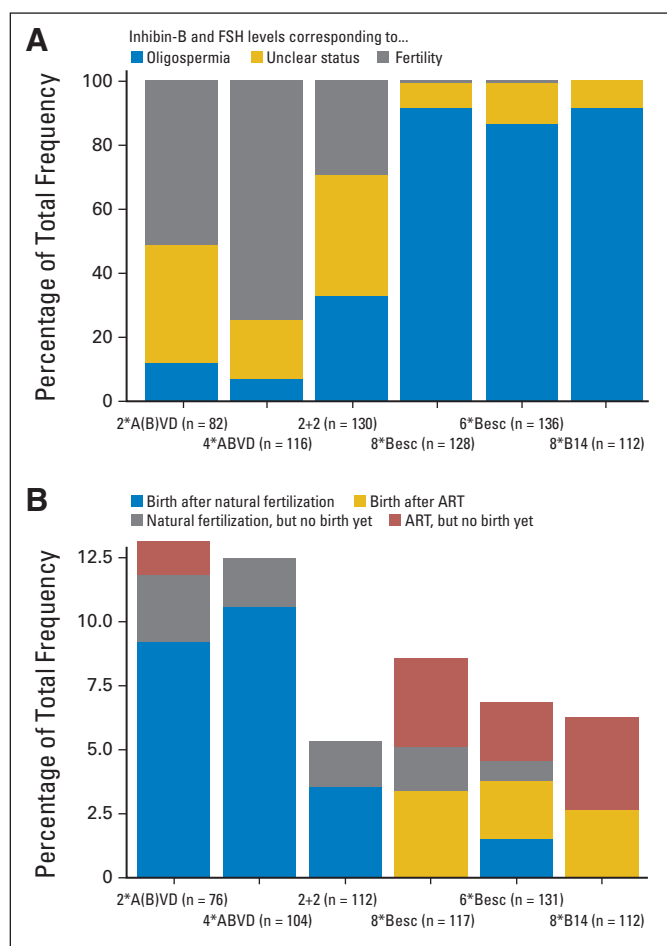 A
Inhibin-B and FSH levels corresponding to...
Oligospermia Unclear status Fertility
Percentage of Total Frequency
100
80
60
40
20
0
2*A(B)VD (n = 82) 2+2 (n = 130) 6*Besc (n = 136)
4*ABVD (n = 116) 8*Besc (n = 128) 8*B14 (n = 112)
B
Birth after natural fertilization Birth after ART
Natural fertilization, but no birth yet ART, but no birth yet
Percentage of Total Frequency
12.5
10.0
7.5
5.0
2.5
0
2*A(B)VD (n = 76) 2+2 (n = 112) 6*Besc (n = 131)
4*ABVD (n = 104) 8*Besc (n = 117) 8*B14 (n = 112)